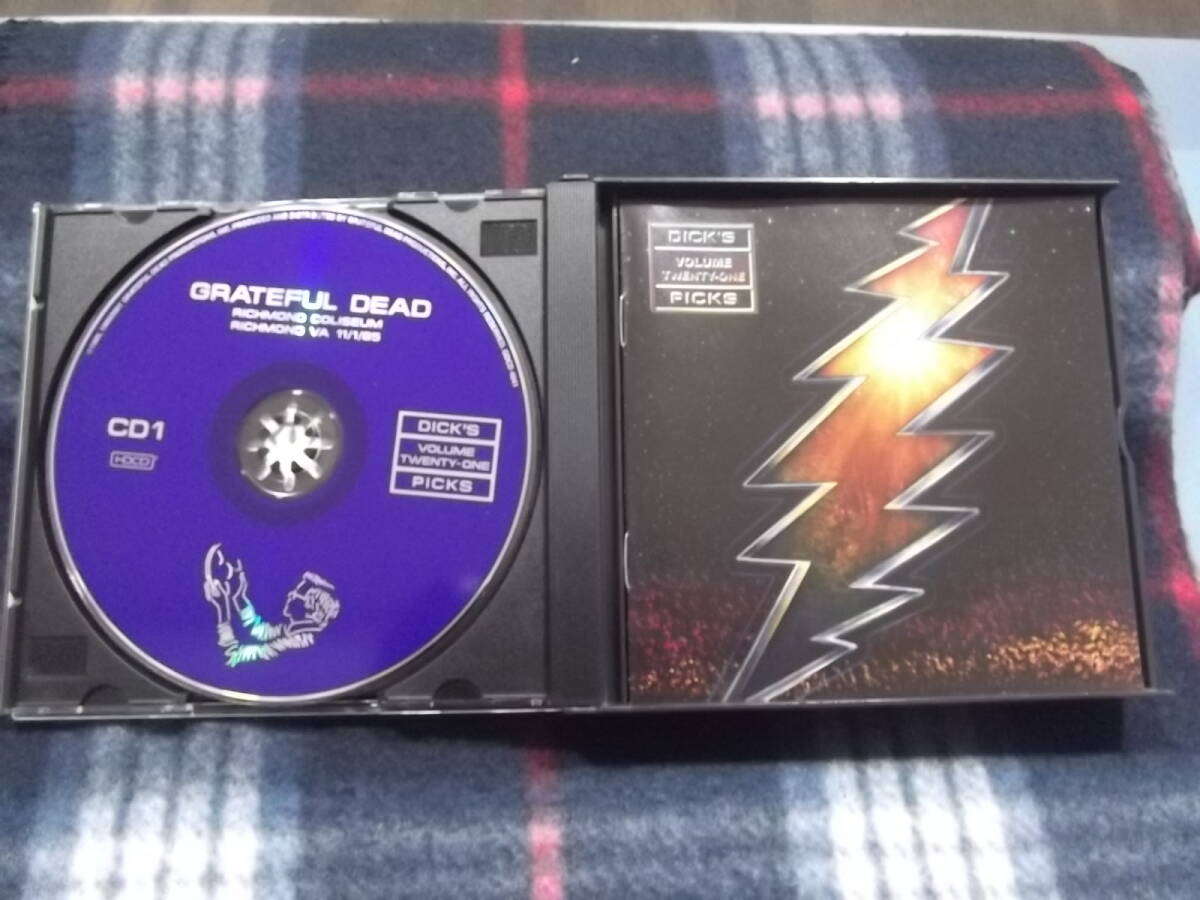 GRATEFUL DEAD
RICHMOND COLISEUM
RICHMOND VA 11/1/85
CD1
HDCD
DICK'S
VOLUME
TWENTY-ONE
PICKS
DICK'S
VOLUME
TWENTY-ONE
PICKS